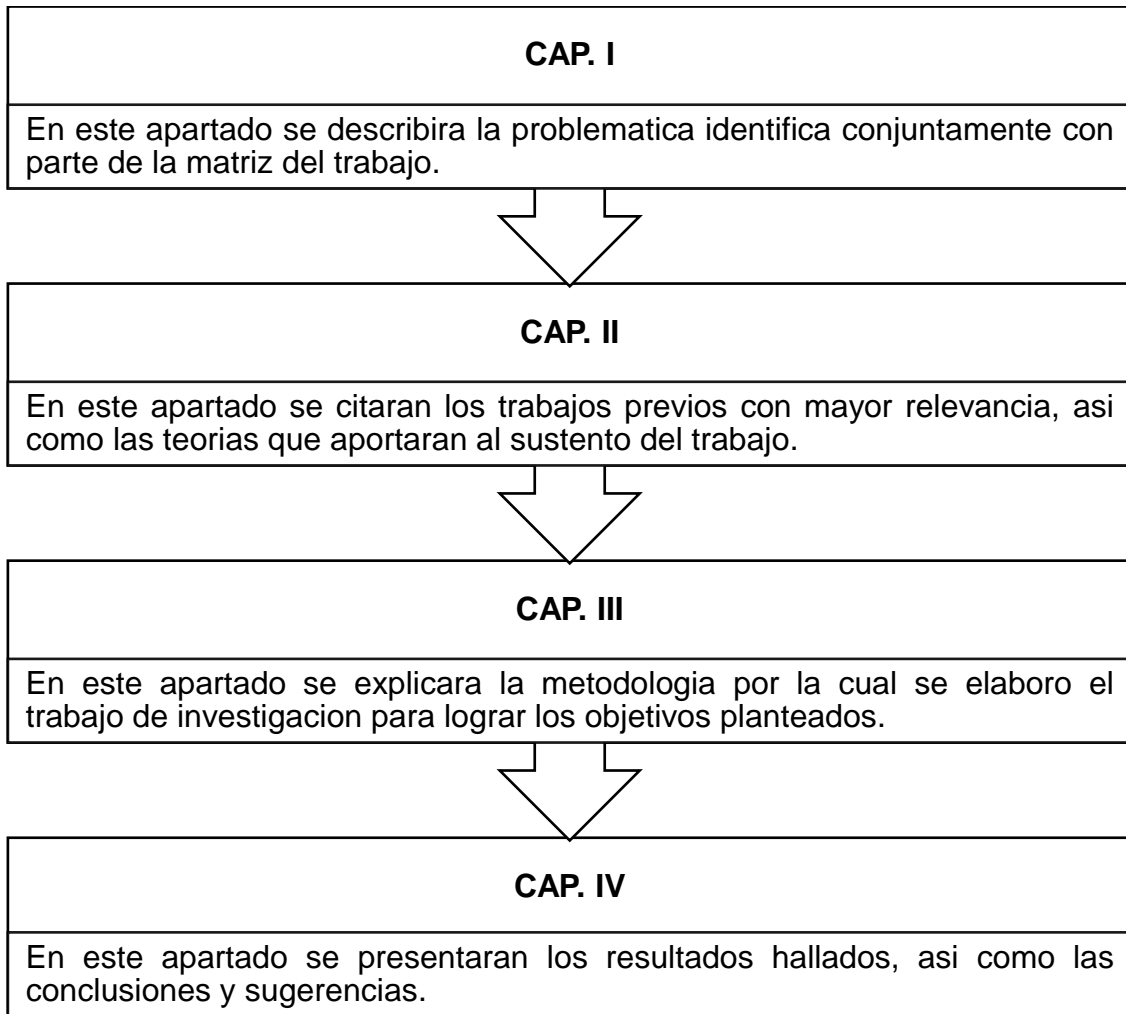 CAP. I
En este apartado se describira la problematica identifica conjuntamente con
parte de la matriz del trabajo.
CAP. II
En este apartado se citaran los trabajos previos con mayor relevancia, asi
como las teorias que aportaran al sustento del trabajo.
CAP. III
En este apartado se explicara la metodologia por la cual se elaboro el
trabajo de investigacion para lograr los objetivos planteados.
CAP. IV
En este apartado se presentaran los resultados hallados, asi como las
conclusiones y sugerencias.